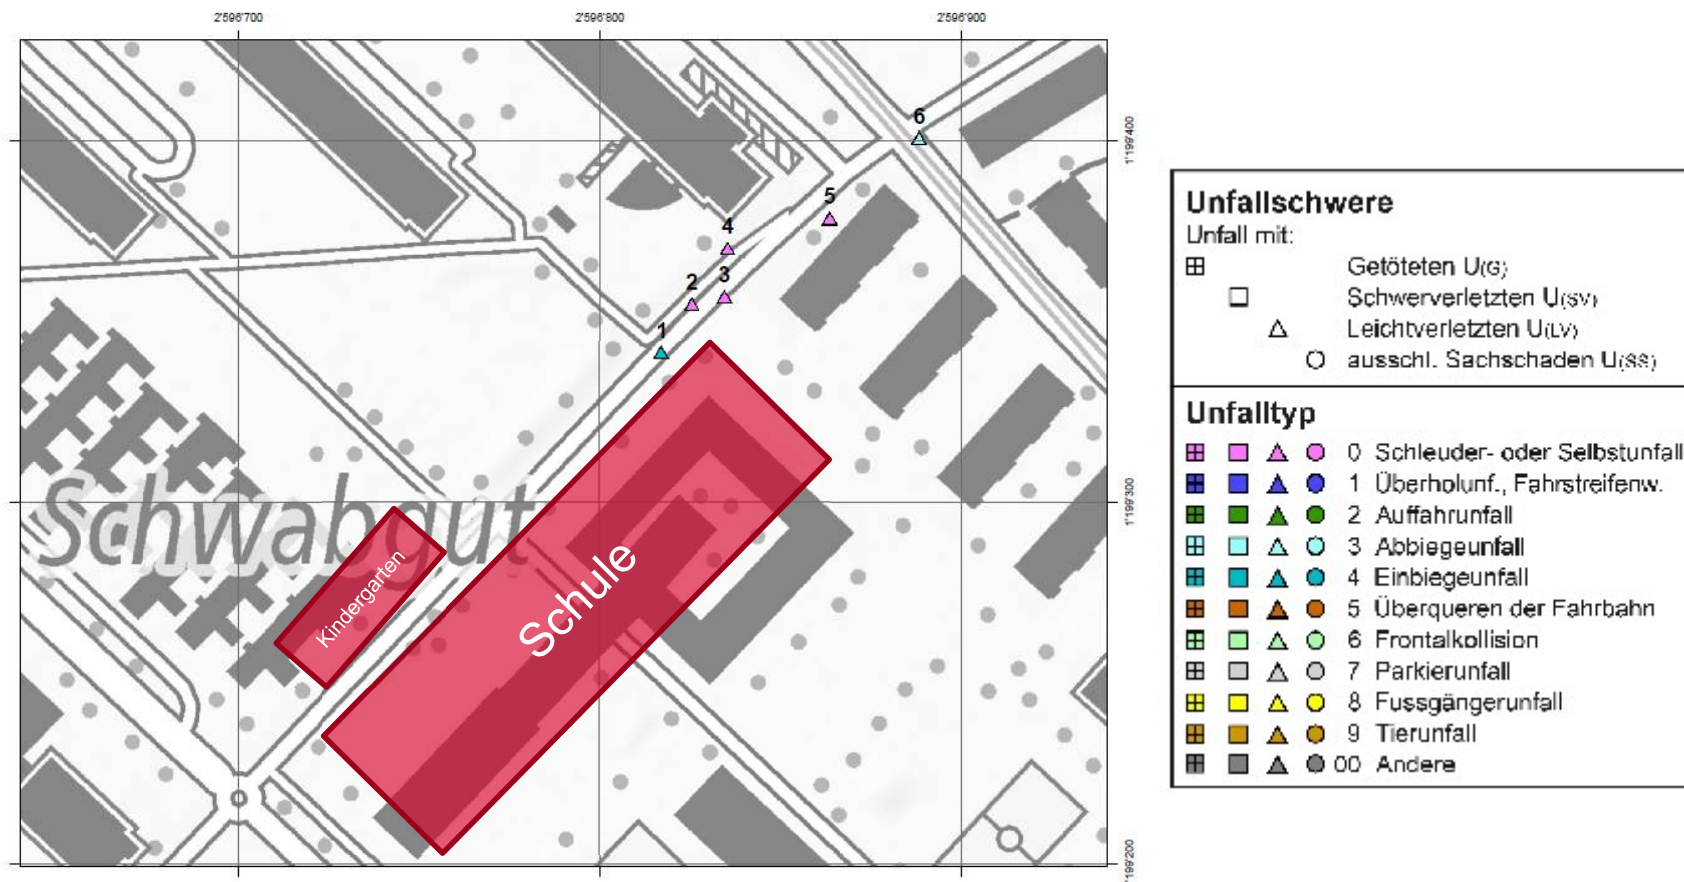 2'596'700
2'596'800
2'596'900
1'199'400
1'199'300
1'199'200
6
5
4
3
2
1
Schwabgut
Kindergarten
Schule
Unfallschwere
Unfall mit:
Getöteten U(G)
Schwerverletzten U(SV)
Leichtverletzten U(LV)
ausschl. Sachschaden U(SS)
Unfalltyp
0 Schleuder- oder Selbstunfall
1 Überholunf., Fahrstreifenw.
2 Auffahrunfall
3 Abbiegeunfall
4 Einbiegeunfall
5 Überqueren der Fahrbahn
6 Frontalkollision
7 Parkierunfall
8 Fussgängerunfall
9 Tierunfall
00 Andere